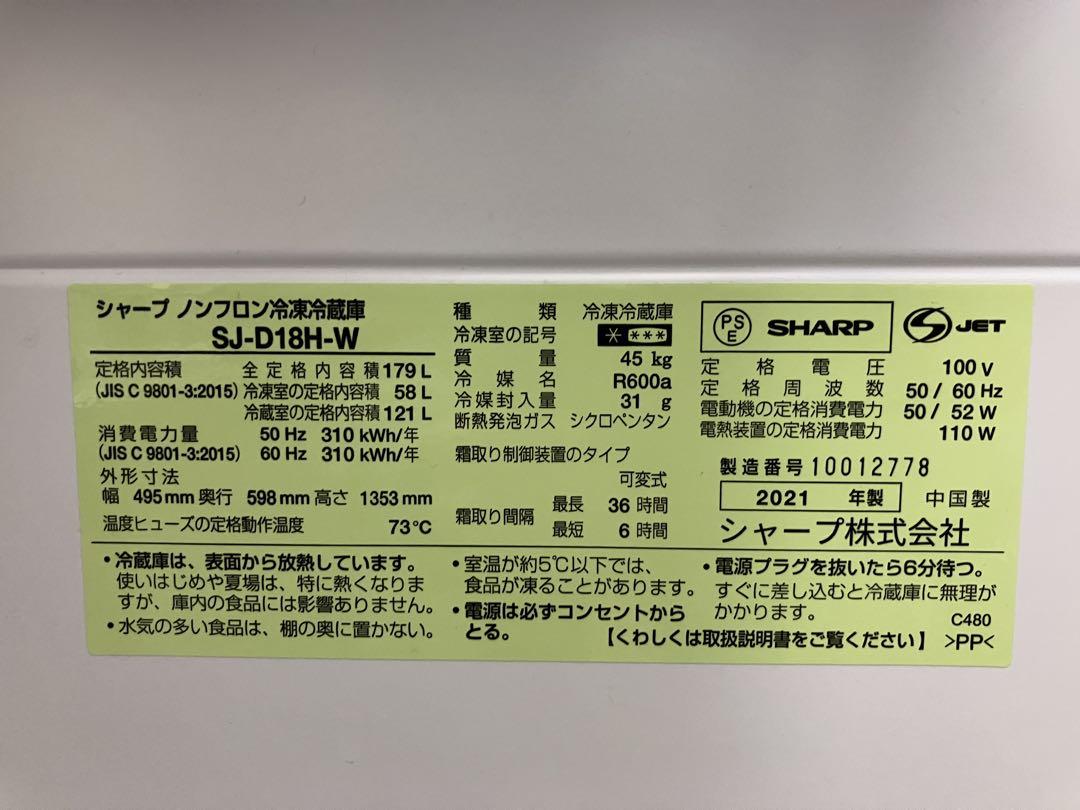 シャープ ノンフロン冷凍冷蔵庫
SJ-D18H-W
定格内容積 全定格内容積 179 L
(JIS C 9801-3:2015) 冷凍室の定格内容積 58 L
冷蔵室の定格内容積 121 L
消費電力量 50 Hz 310 kWh/年
(JIS C 9801-3:2015) 60 Hz 310 kWh/年
外形寸法
幅 495 mm 奥行 598 mm 高さ 1353 mm
温度ヒューズの定格動作温度 73℃
種類 冷凍冷蔵庫
冷凍室の記号 * ***
質量 45 kg
冷媒名 R600a
冷媒封入量 31 g
断熱発泡ガス シクロペンタン
霜取り制御装置のタイプ
可変式
霜取り間隔 最長 36 時間
最短 6 時間
PSE SHARP
S JET
定格電圧 100 V
定格周波数 50 / 60 Hz
電動機の定格消費電力 50 / 52 W
電熱装置の定格消費電力 110 W
製造番号 10012778
2021 年製 中国製
シャープ株式会社
・冷蔵庫は、表面から放熱しています。
使いはじめや夏場は、特に熱くなりま
すが、庫内の食品には影響ありません。
・水気の多い食品は、棚の奥に置かない。
・室温が約5℃以下では、
食品が凍ることがあります。
・電源は必ずコンセントから
とる。
・電源プラグを抜いたら6分待つ。
すぐに差し込むと冷蔵庫に無理が
かかります。
C480
【くわしくは取扱説明書をご覧ください】 >PP<